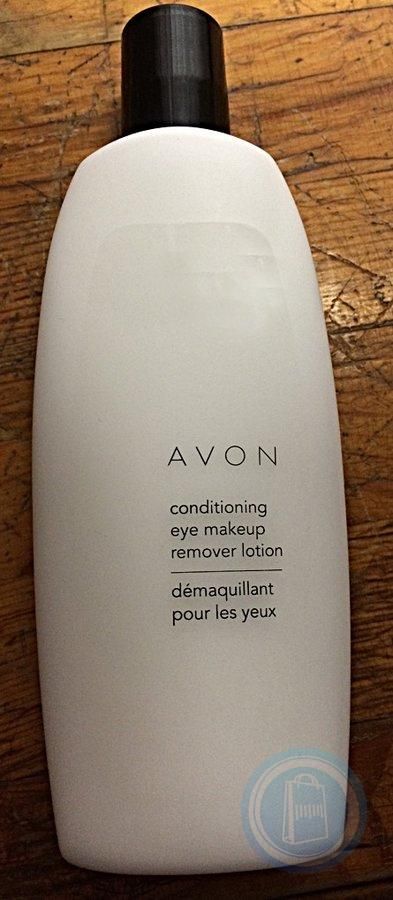 AVON
conditioning
eye makeup
remover lotion
démaquillant
pour les yeux